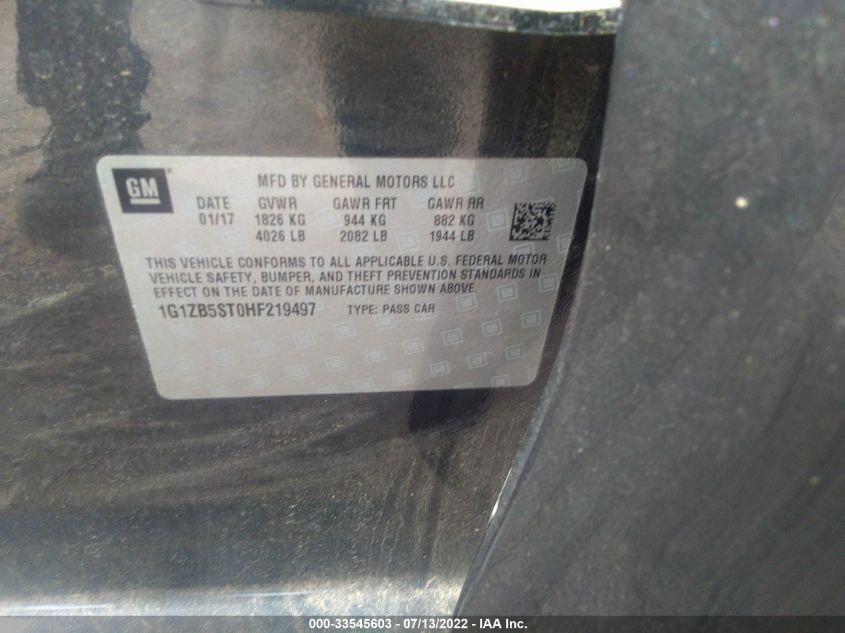 GM
MFD BY GENERAL MOTORS LLC
DATE GVWR GAWR FRT GAWR RR
01/17 1826 KG 944 KG 882 KG
4026 LB 2082 LB 1944 LB
THIS VEHICLE CONFORMS TO ALL APPLICABLE U.S. FEDERAL MOTOR
VEHICLE SAFETY, BUMPER, AND THEFT PREVENTION STANDARDS IN
EFFECT ON THE DATE OF MANUFACTURE SHOWN ABOVE.
1G1ZB5ST0HF219497 TYPE: PASS CAR
000-33545603 - 07/13/2022 - IAA Inc.